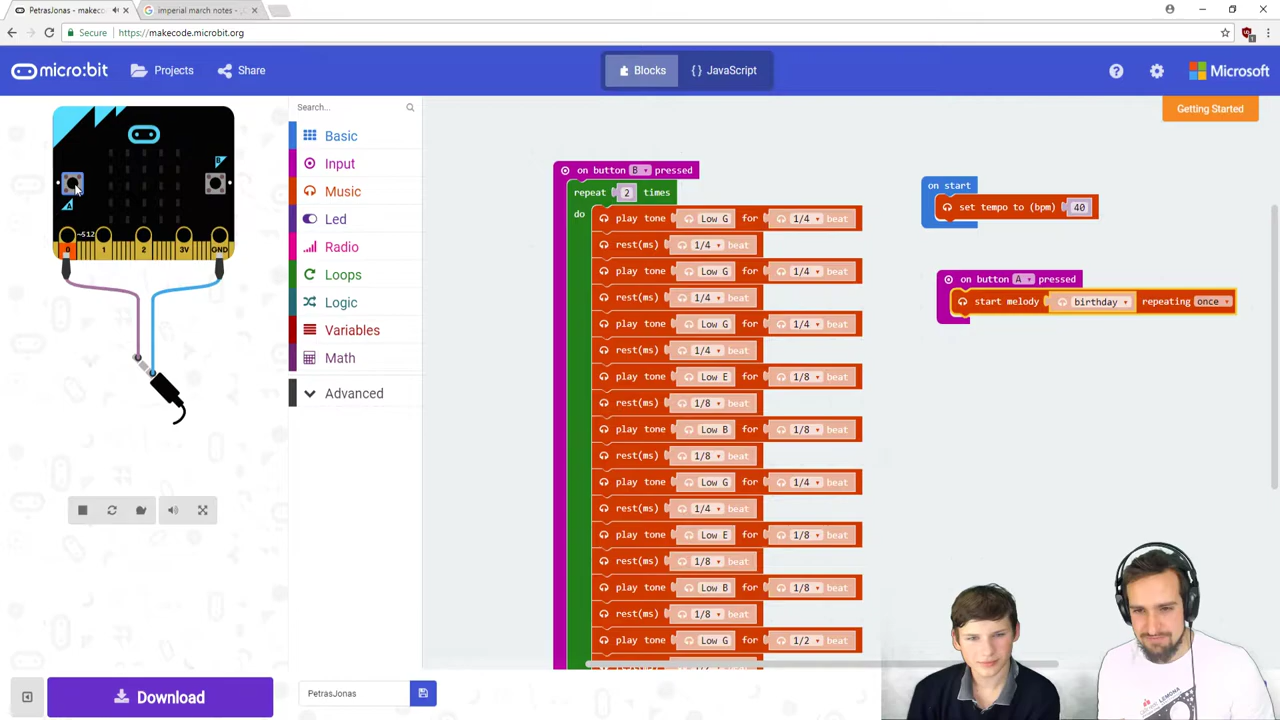 PetrasJonas - makecod
imperial march notes -
Secure
https://makecode.microbit.org
micro:bit
Projects
Share
Blocks
{ } JavaScript
Microsoft
Getting Started
Search...
Basic
Input
Music
Led
Radio
Loops
Logic
Variables
Math
Advanced
~512
0 1 2 3V GND
on button B pressed
repeat 2 times
do
play tone Low G for 1/4 beat
rest(ms) 1/4 beat
play tone Low G for 1/4 beat
rest(ms) 1/4 beat
play tone Low G for 1/4 beat
rest(ms) 1/4 beat
play tone Low E for 1/8 beat
rest(ms) 1/8 beat
play tone Low B for 1/8 beat
rest(ms) 1/8 beat
play tone Low G for 1/4 beat
rest(ms) 1/4 beat
play tone Low E for 1/8 beat
rest(ms) 1/8 beat
play tone Low B for 1/8 beat
rest(ms) 1/8 beat
play tone Low G for 1/2 beat
on start
set tempo to (bpm) 40
on button A pressed
start melody birthday repeating once
Download
PetrasJonas